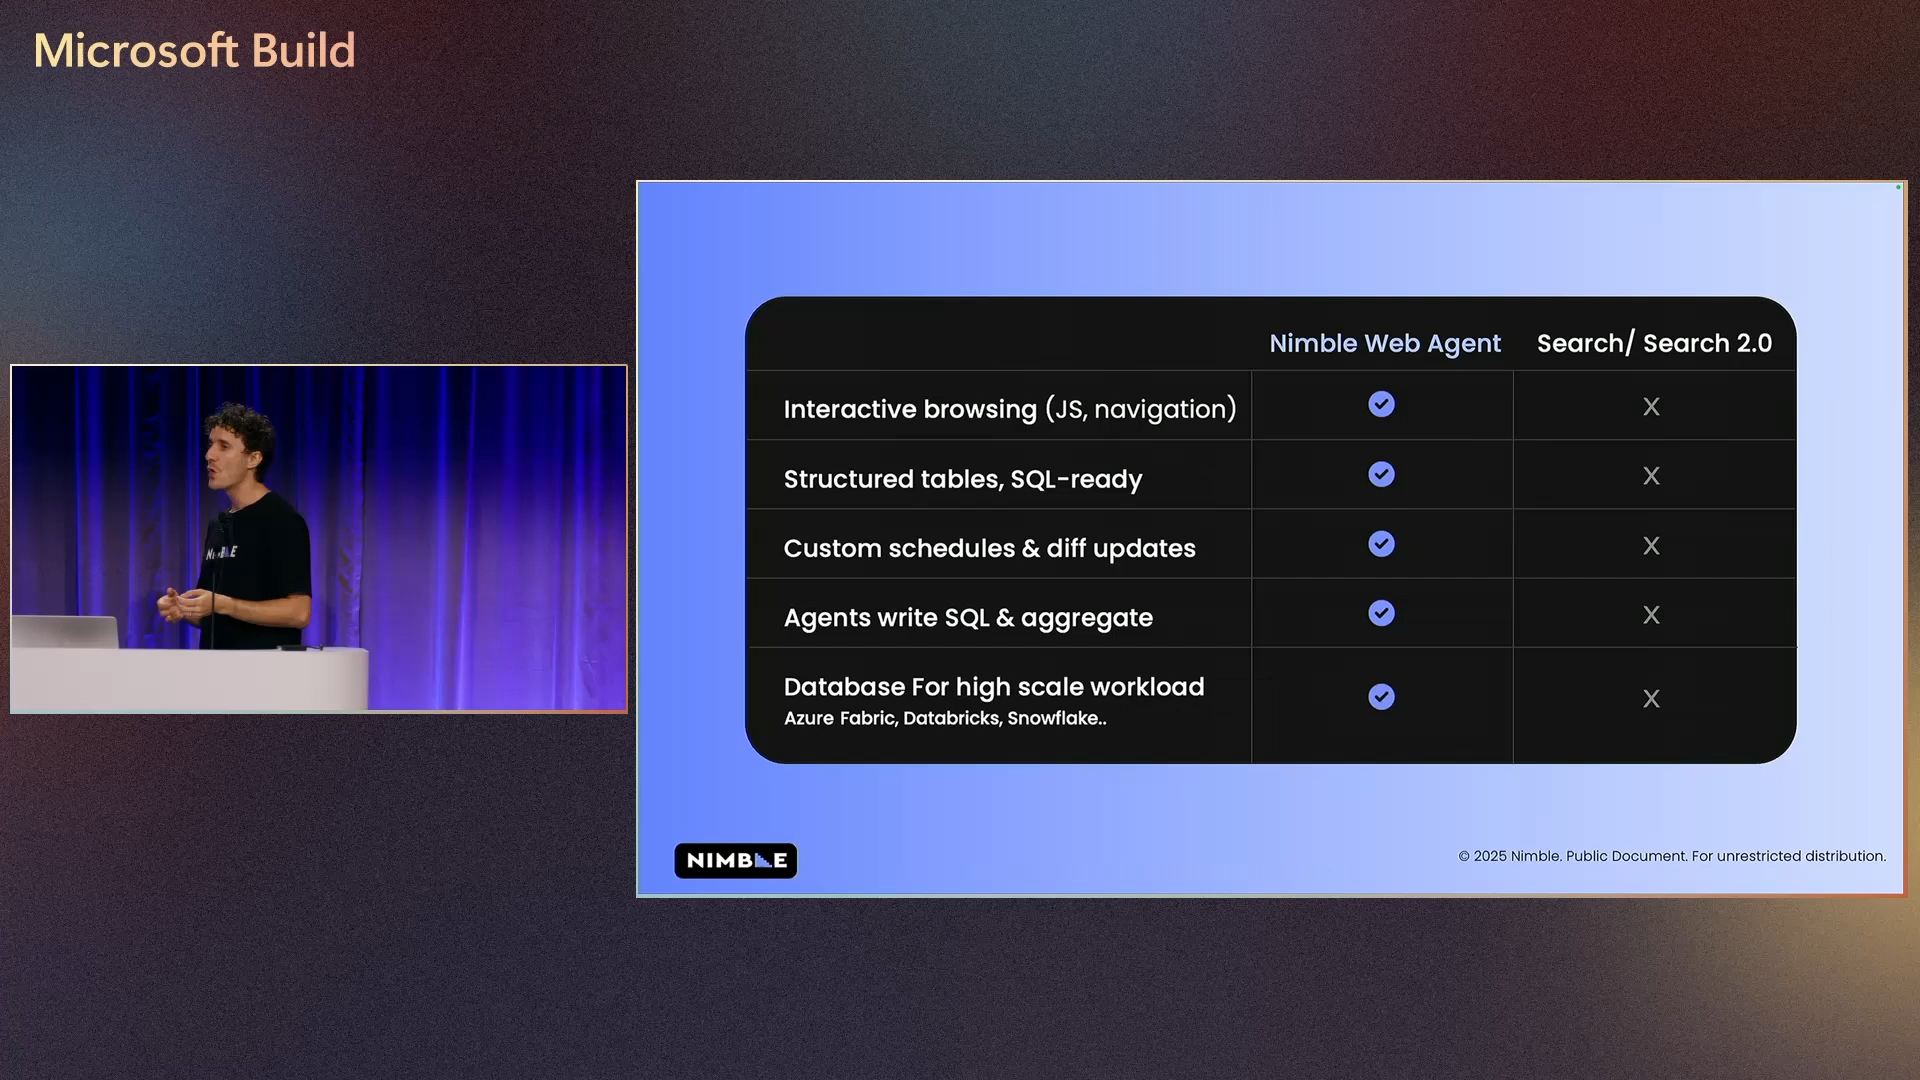 Microsoft Build
Nimble Web Agent
Search/ Search 2.0
Interactive browsing (JS, navigation)
X
Structured tables, SQL-ready
X
Custom schedules & diff updates
X
Agents write SQL & aggregate
X
Database For high scale workload
Azure Fabric, Databricks, Snowflake..
X
NIMBLE
NIMBLE
© 2025 Nimble. Public Document. For unrestricted distribution.